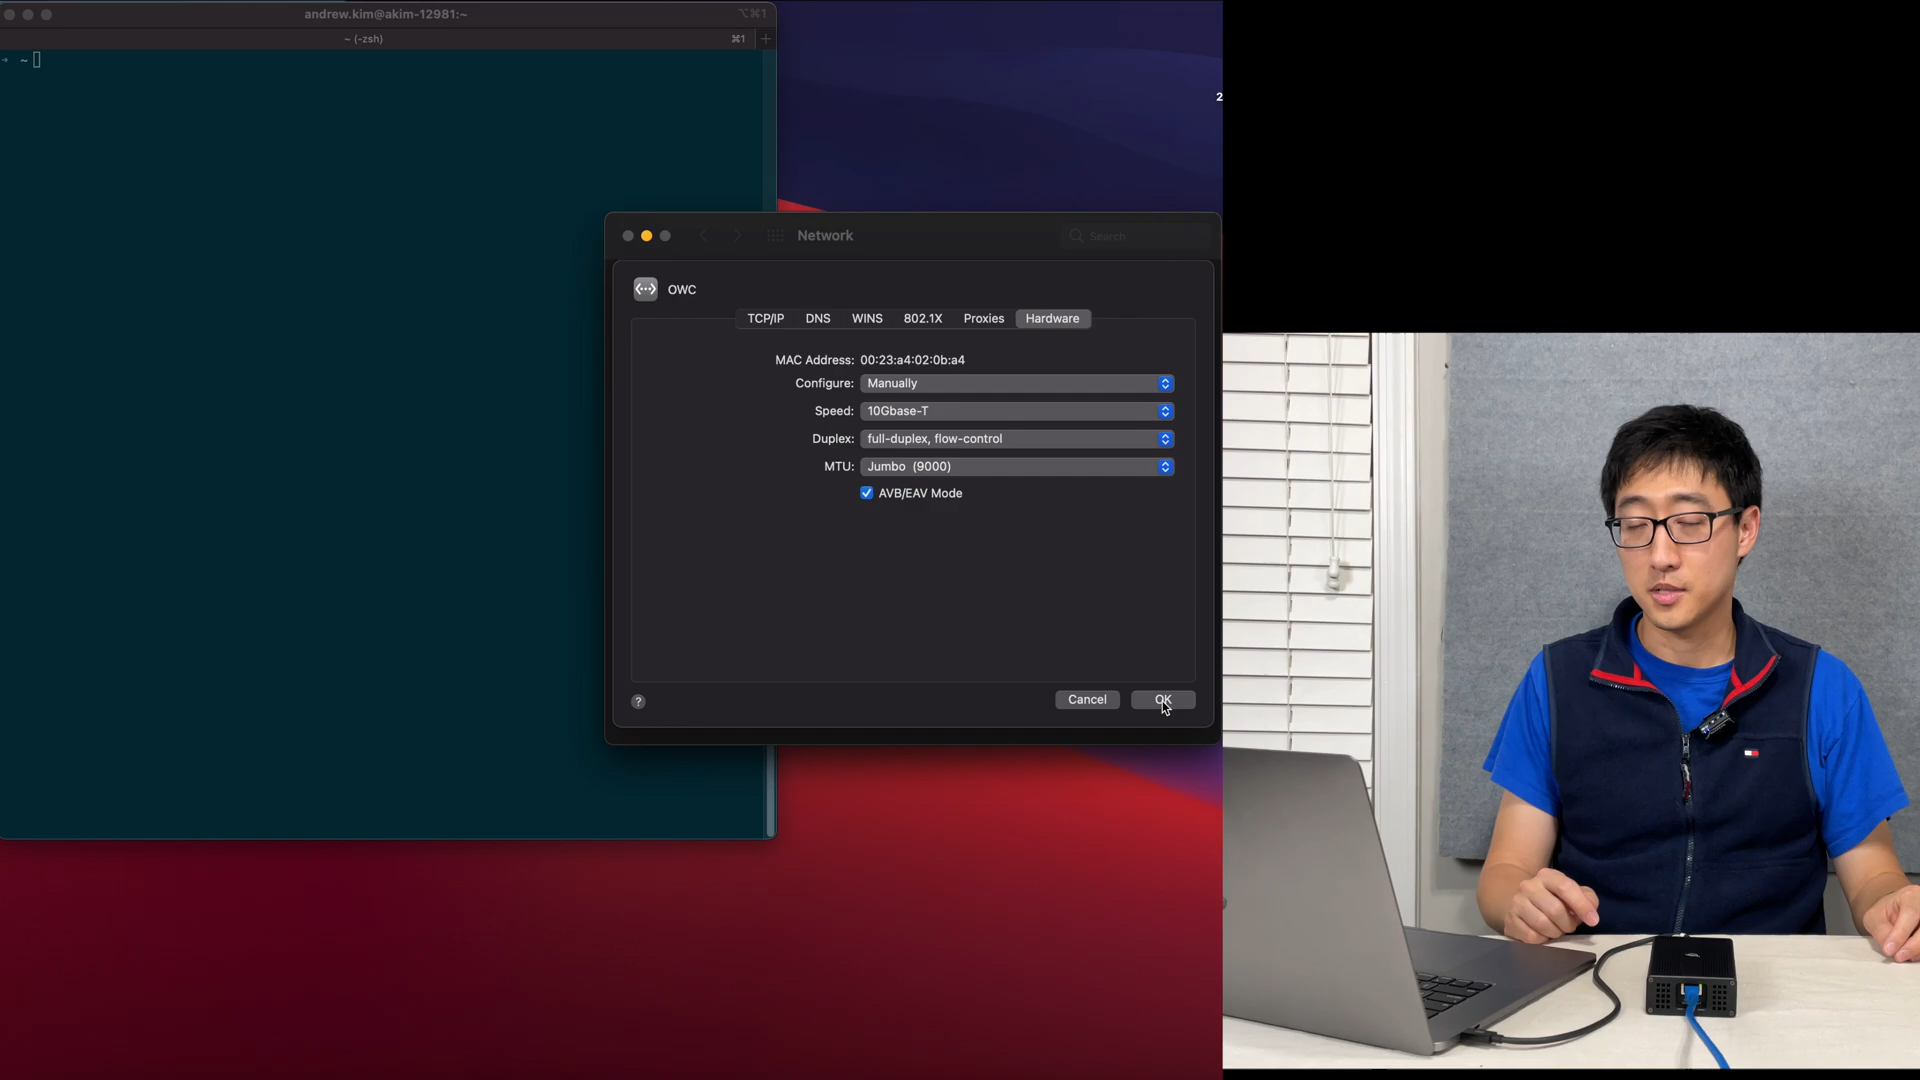 andrew.kim@akim-12981:~
⌥⌘1
~ (-zsh)
⌘1
~
2
Network
Search
OWC
TCP/IP DNS WINS 802.1X Proxies Hardware
MAC Address: 00:23:a4:02:0b:a4
Configure: Manually
Speed: 10Gbase-T
Duplex: full-duplex, flow-control
MTU: Jumbo (9000)
AVB/EAV Mode
?
Cancel
OK